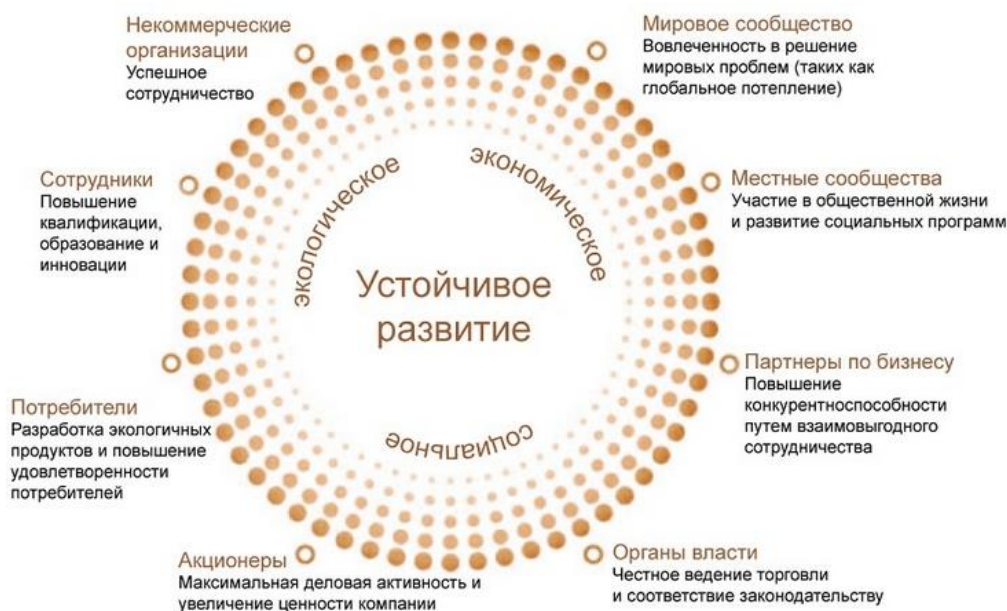 Некоммерческие
организации
Успешное
сотрудничество
Мировое сообщество
Вовлеченность в решение
мировых проблем (таких как
глобальное потепление)
Сотрудники
Повышение
квалификации,
образование и
инновации
Местные сообщества
Участие в общественной жизни
и развитие социальных программ
экологическое
экономическое
социальное
Устойчивое
развитие
Потребители
Разработка экологичных
продуктов и повышение
удовлетворенности
потребителей
Партнеры по бизнесу
Повышение
конкурентноспособности
путем взаимовыгодного
сотрудничества
Акционеры
Максимальная деловая активность и
увеличение ценности компании
Органы власти
Честное ведение торговли
и соответствие законодательству